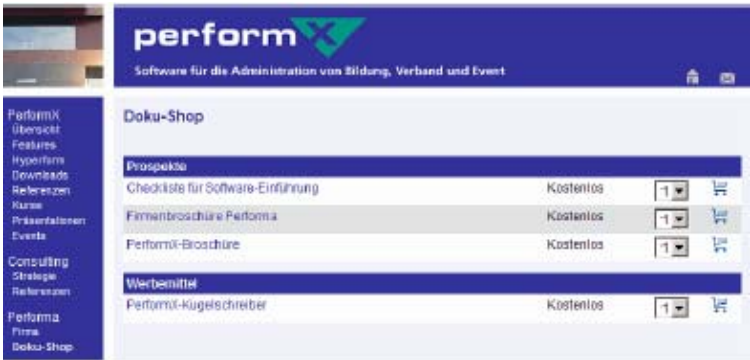 performX
Software für die Administration von Bildung, Verband und Event
PerformX
Übersicht
Features
Hyperform
Downloads
Referenzen
Kurse
Präsentationen
Events
Consulting
Strategie
Referenzen
Performa
Firma
Doku-Shop
Doku-Shop
Prospekte
Checkliste für Software-Einführung Kostenlos 1
Firmenbroschüre Performa Kostenlos 1
PerformX-Broschüre Kostenlos 1
Werbemittel
PerformX-Kugelschreiber Kostenlos 1